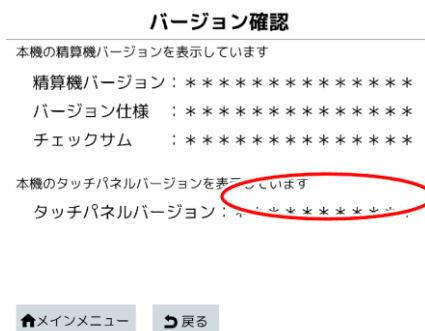 バージョン確認
本機の精算機バージョンを表示しています
精算機バージョン：＊＊＊＊＊＊＊＊＊＊＊＊＊＊
バージョン仕様　：＊＊＊＊＊＊＊＊＊＊＊＊＊＊
チェックサム　　：＊＊＊＊＊＊＊＊＊＊＊＊＊＊
本機のタッチパネルバージョンを表示しています
タッチパネルバージョン：＊＊＊＊＊＊＊＊＊＊＊
メインメニュー　戻る